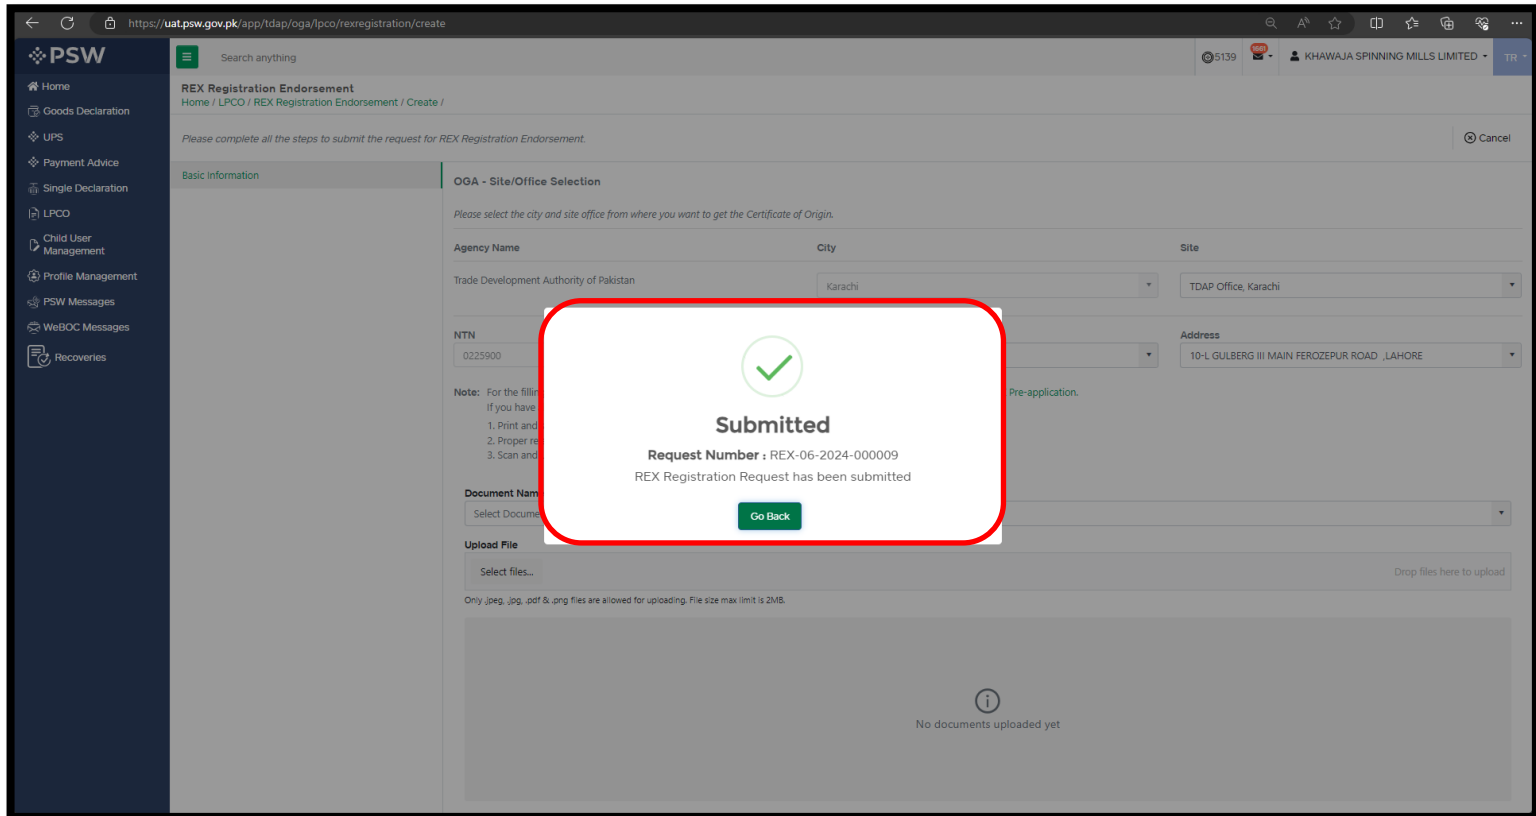 https://uat.psw.gov.pk/app/tdap/oga/lpco/rexregistration/create
PSW
Search anything
5139
1681
KHAWAJA SPINNING MILLS LIMITED
TR
Home
Goods Declaration
UPS
Payment Advice
Single Declaration
LPCO
Child User
Management
Profile Management
PSW Messages
WeBOC Messages
Recoveries
REX Registration Endorsement
Home / LPCO / REX Registration Endorsement / Create /
Please complete all the steps to submit the request for REX Registration Endorsement.
Cancel
Basic Information
OGA - Site/Office Selection
Please select the city and site office from where you want to get the Certificate of Origin.
Agency Name City Site
Trade Development Authority of Pakistan Karachi TDAP Office, Karachi
NTN Address
0225900 10-L GULBERG III MAIN FEROZEPUR ROAD ,LAHORE
Note: For the Pre-application.
If you have
1. Print and
2. Proper
3. Scan and
Submitted
Request Number : REX-06-2024-000009
REX Registration Request has been submitted
Go Back
Document
Select
Upload File
Select files... Drop files here to upload
Only .jpeg, .jpg, .pdf & .png files are allowed for uploading. File size max limit is 2MB.
No documents uploaded yet